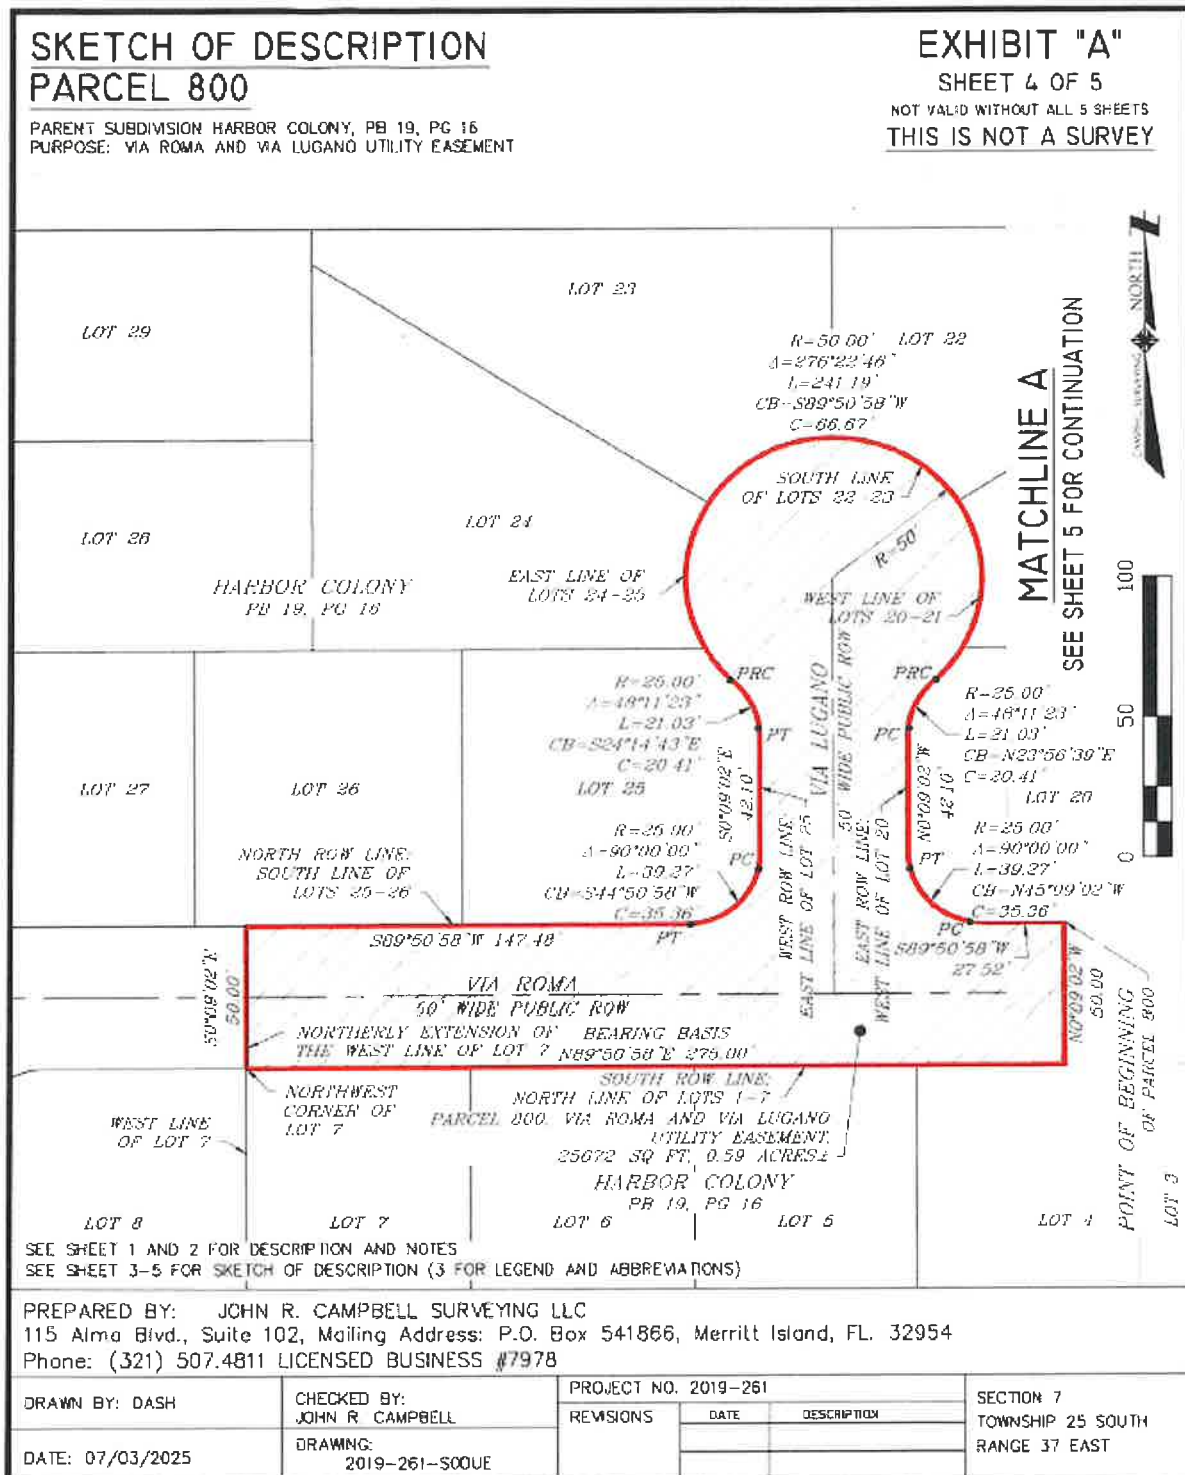 SKETCH OF DESCRIPTION
PARCEL 800
PARENT SUBDIVISION HARBOR COLONY, PB 19, PG 16
PURPOSE: VIA ROMA AND VIA LUGANO UTILITY EASEMENT
EXHIBIT "A"
SHEET 4 OF 5
NOT VALID WITHOUT ALL 5 SHEETS
THIS IS NOT A SURVEY
NORTH
CAMPBELL SURVEYING
LOT 29
LOT 23
R=50.00' LOT 22
Δ=276°22'46"
L=241.19'
CB=S89°50'58"W
C=66.67'
MATCHLINE A
SEE SHEET 5 FOR CONTINUATION
SOUTH LINE
OF LOTS 22-23
R=50'
LOT 28
LOT 24
HARBOR COLONY
PB 19, PG 16
EAST LINE OF
LOTS 24-25
WEST LINE OF
LOTS 20-21
PRC
PRC
R=25.00'
Δ=48°11'23"
L=21.03'
CB=S24°14'43"E
C=20.41'
PT
PC
R=25.00'
Δ=48°11'23"
L=21.03'
CB=N23°56'39"E
C=20.41'
LOT 20
VIA LUGANO
50' WIDE PUBLIC ROW
S0°09'02"E
42.10'
N0°09'02"W
42.10'
0 50 100
LOT 27
LOT 26
LOT 25
R=25.00'
Δ=90°00'00"
L=39.27'
CB=S44°50'58"W
C=35.36'
PC
PT
PT
R=25.00'
Δ=90°00'00"
L=39.27'
CB=N45°09'02"W
C=35.36'
PC
S89°50'58"W
27.52'
NORTH ROW LINE:
SOUTH LINE OF
LOTS 25-26
WEST ROW LINE:
EAST LINE OF LOT 25
EAST ROW LINE:
WEST LINE OF LOT 20
S89°50'58"W 147.48'
S0°09'02"E
50.00'
N0°09'02"W
50.00
VIA ROMA
50' WIDE PUBLIC ROW
NORTHERLY EXTENSION OF
THE WEST LINE OF LOT 7
BEARING BASIS
N89°50'58"E 275.00'
POINT OF BEGINNING
OF PARCEL 800
LOT 3
NORTHWEST
CORNER OF
LOT 7
SOUTH ROW LINE:
NORTH LINE OF LOTS 1-7
WEST LINE
OF LOT 7
PARCEL 800, VIA ROMA AND VIA LUGANO
UTILITY EASEMENT,
25672 SQ FT, 0.59 ACRES±
HARBOR COLONY
PB 19, PG 16
LOT 8
LOT 7
LOT 6
LOT 5
LOT 4
SEE SHEET 1 AND 2 FOR DESCRIPTION AND NOTES
SEE SHEET 3-5 FOR SKETCH OF DESCRIPTION (3 FOR LEGEND AND ABBREVIATIONS)
PREPARED BY: JOHN R. CAMPBELL SURVEYING LLC
115 Alma Blvd., Suite 102, Mailing Address: P.O. Box 541866, Merritt Island, FL. 32954
Phone: (321) 507.4811 LICENSED BUSINESS #7978
DRAWN BY: DASH
CHECKED BY:
JOHN R CAMPBELL
PROJECT NO. 2019-261
REVISIONS
DATE
DESCRIPTION
SECTION 7
TOWNSHIP 25 SOUTH
RANGE 37 EAST
DATE: 07/03/2025
DRAWING:
2019-261-SODUE